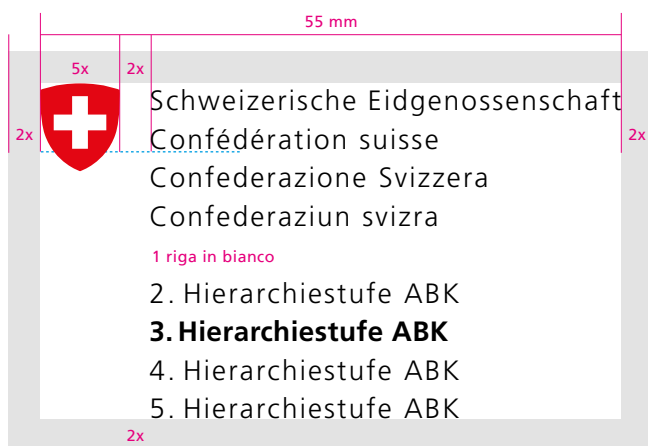 55 mm
5x 2x
Schweizerische Eidgenossenschaft
2x Confédération suisse 2x
Confederazione Svizzera
Confederaziun svizra
1 riga in bianco
2. Hierarchiestufe ABK
3. Hierarchiestufe ABK
4. Hierarchiestufe ABK
5. Hierarchiestufe ABK
2x